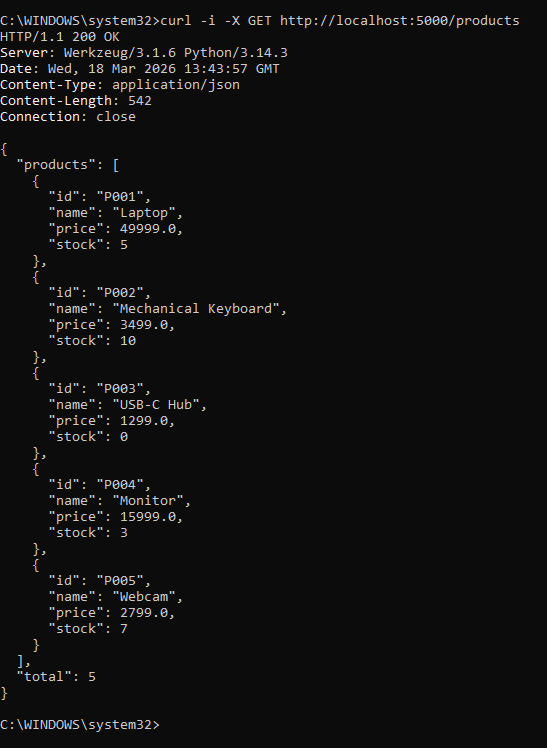 C:\WINDOWS\system32>curl -i -X GET http://localhost:5000/products
HTTP/1.1 200 OK
Server: Werkzeug/3.1.6 Python/3.14.3
Date: Wed, 18 Mar 2026 13:43:57 GMT
Content-Type: application/json
Content-Length: 542
Connection: close

{
  "products": [
    {
      "id": "P001",
      "name": "Laptop",
      "price": 49999.0,
      "stock": 5
    },
    {
      "id": "P002",
      "name": "Mechanical Keyboard",
      "price": 3499.0,
      "stock": 10
    },
    {
      "id": "P003",
      "name": "USB-C Hub",
      "price": 1299.0,
      "stock": 0
    },
    {
      "id": "P004",
      "name": "Monitor",
      "price": 15999.0,
      "stock": 3
    },
    {
      "id": "P005",
      "name": "Webcam",
      "price": 2799.0,
      "stock": 7
    }
  ],
  "total": 5
}

C:\WINDOWS\system32>